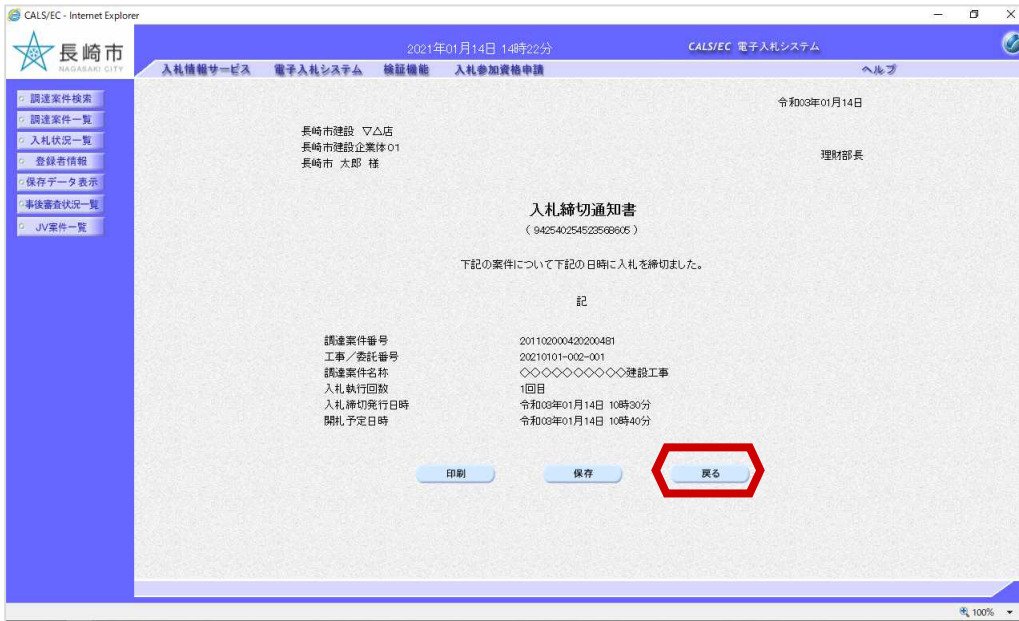 CALS/EC - Internet Explorer
長崎市
NAGASAKI CITY
2021年01月14日 14時22分
CALS/EC 電子入札システム
入札情報サービス 電子入札システム 検証機能 入札参加資格申請 ヘルプ
調達案件検索
調達案件一覧
入札状況一覧
登録者情報
保存データ表示
事後審査状況一覧
JV案件一覧
令和03年01月14日
長崎市建設 ▽△店
長崎市建設企業体01
長崎市 太郎 様
理財部長
入札締切通知書
( 942540254523568605 )
下記の案件について下記の日時に入札を締切ました。
記
調達案件番号 201102000420200481
工事/委託番号 20210101-002-001
調達案件名称 ◇◇◇◇◇◇◇◇◇◇建設工事
入札執行回数 1回目
入札締切発行日時 令和03年01月14日 10時30分
開札予定日時 令和03年01月14日 10時40分
印刷 保存 戻る
100%